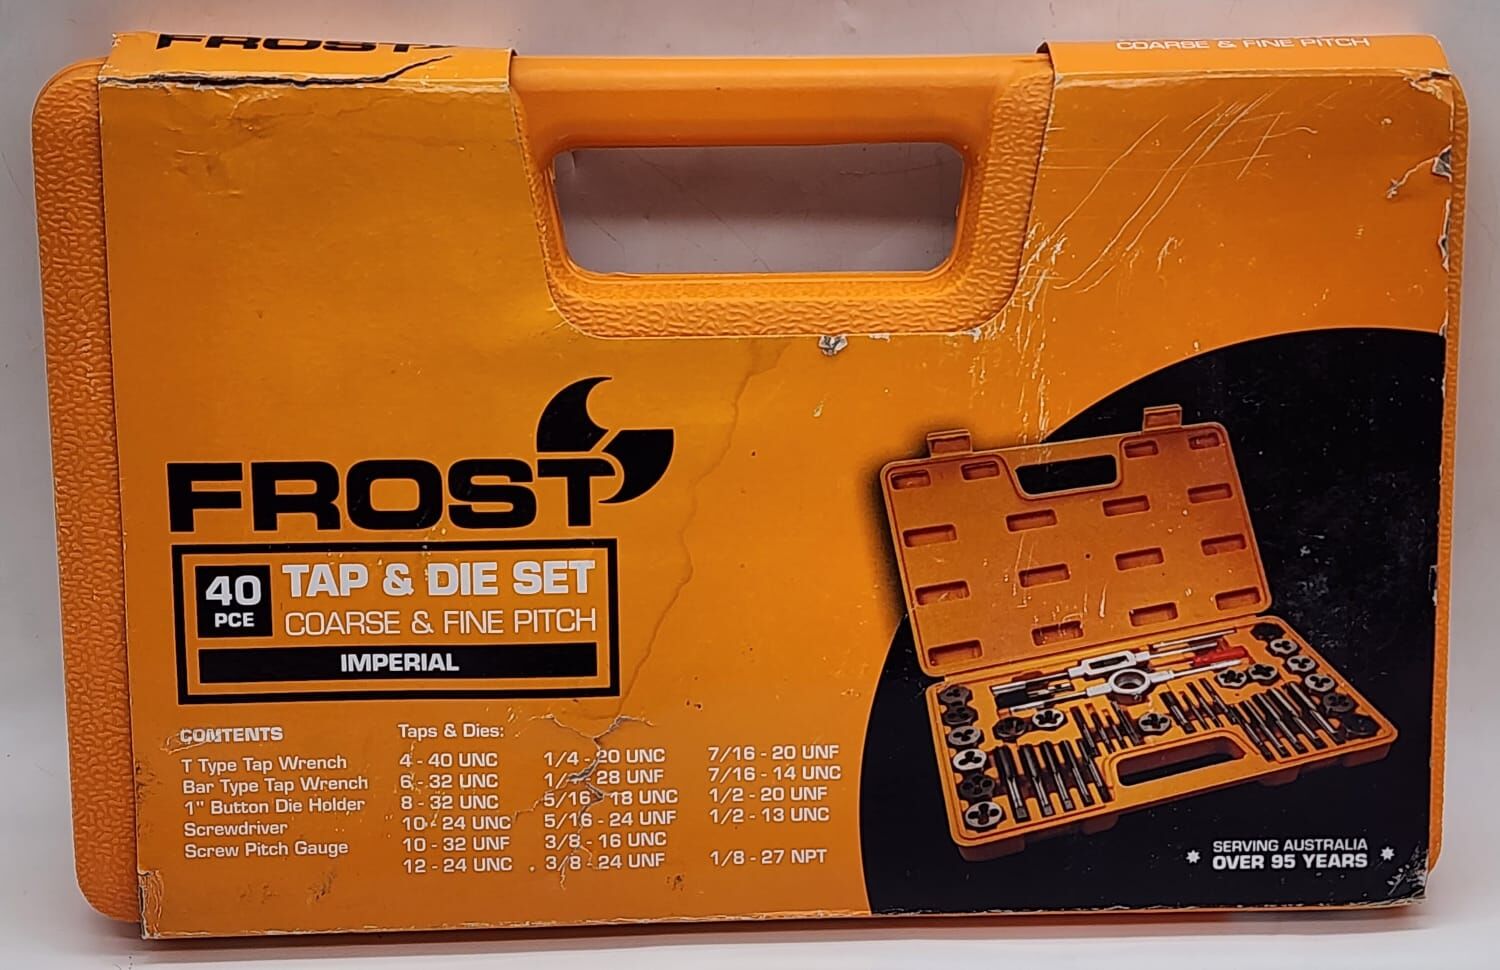 FROST
COARSE & FINE PITCH
FROST
40 PCE
TAP & DIE SET
COARSE & FINE PITCH
IMPERIAL
CONTENTS
T Type Tap Wrench
Bar Type Tap Wrench
1" Button Die Holder
Screwdriver
Screw Pitch Gauge
Taps & Dies:
4 - 40 UNC
6 - 32 UNC
8 - 32 UNC
10 - 24 UNC
10 - 32 UNF
12 - 24 UNC
1/4 - 20 UNC
1/4 - 28 UNF
5/16 - 18 UNC
5/16 - 24 UNF
3/8 - 16 UNC
3/8 - 24 UNF
7/16 - 20 UNF
7/16 - 14 UNC
1/2 - 20 UNF
1/2 - 13 UNC
1/8 - 27 NPT
SERVING AUSTRALIA
OVER 95 YEARS